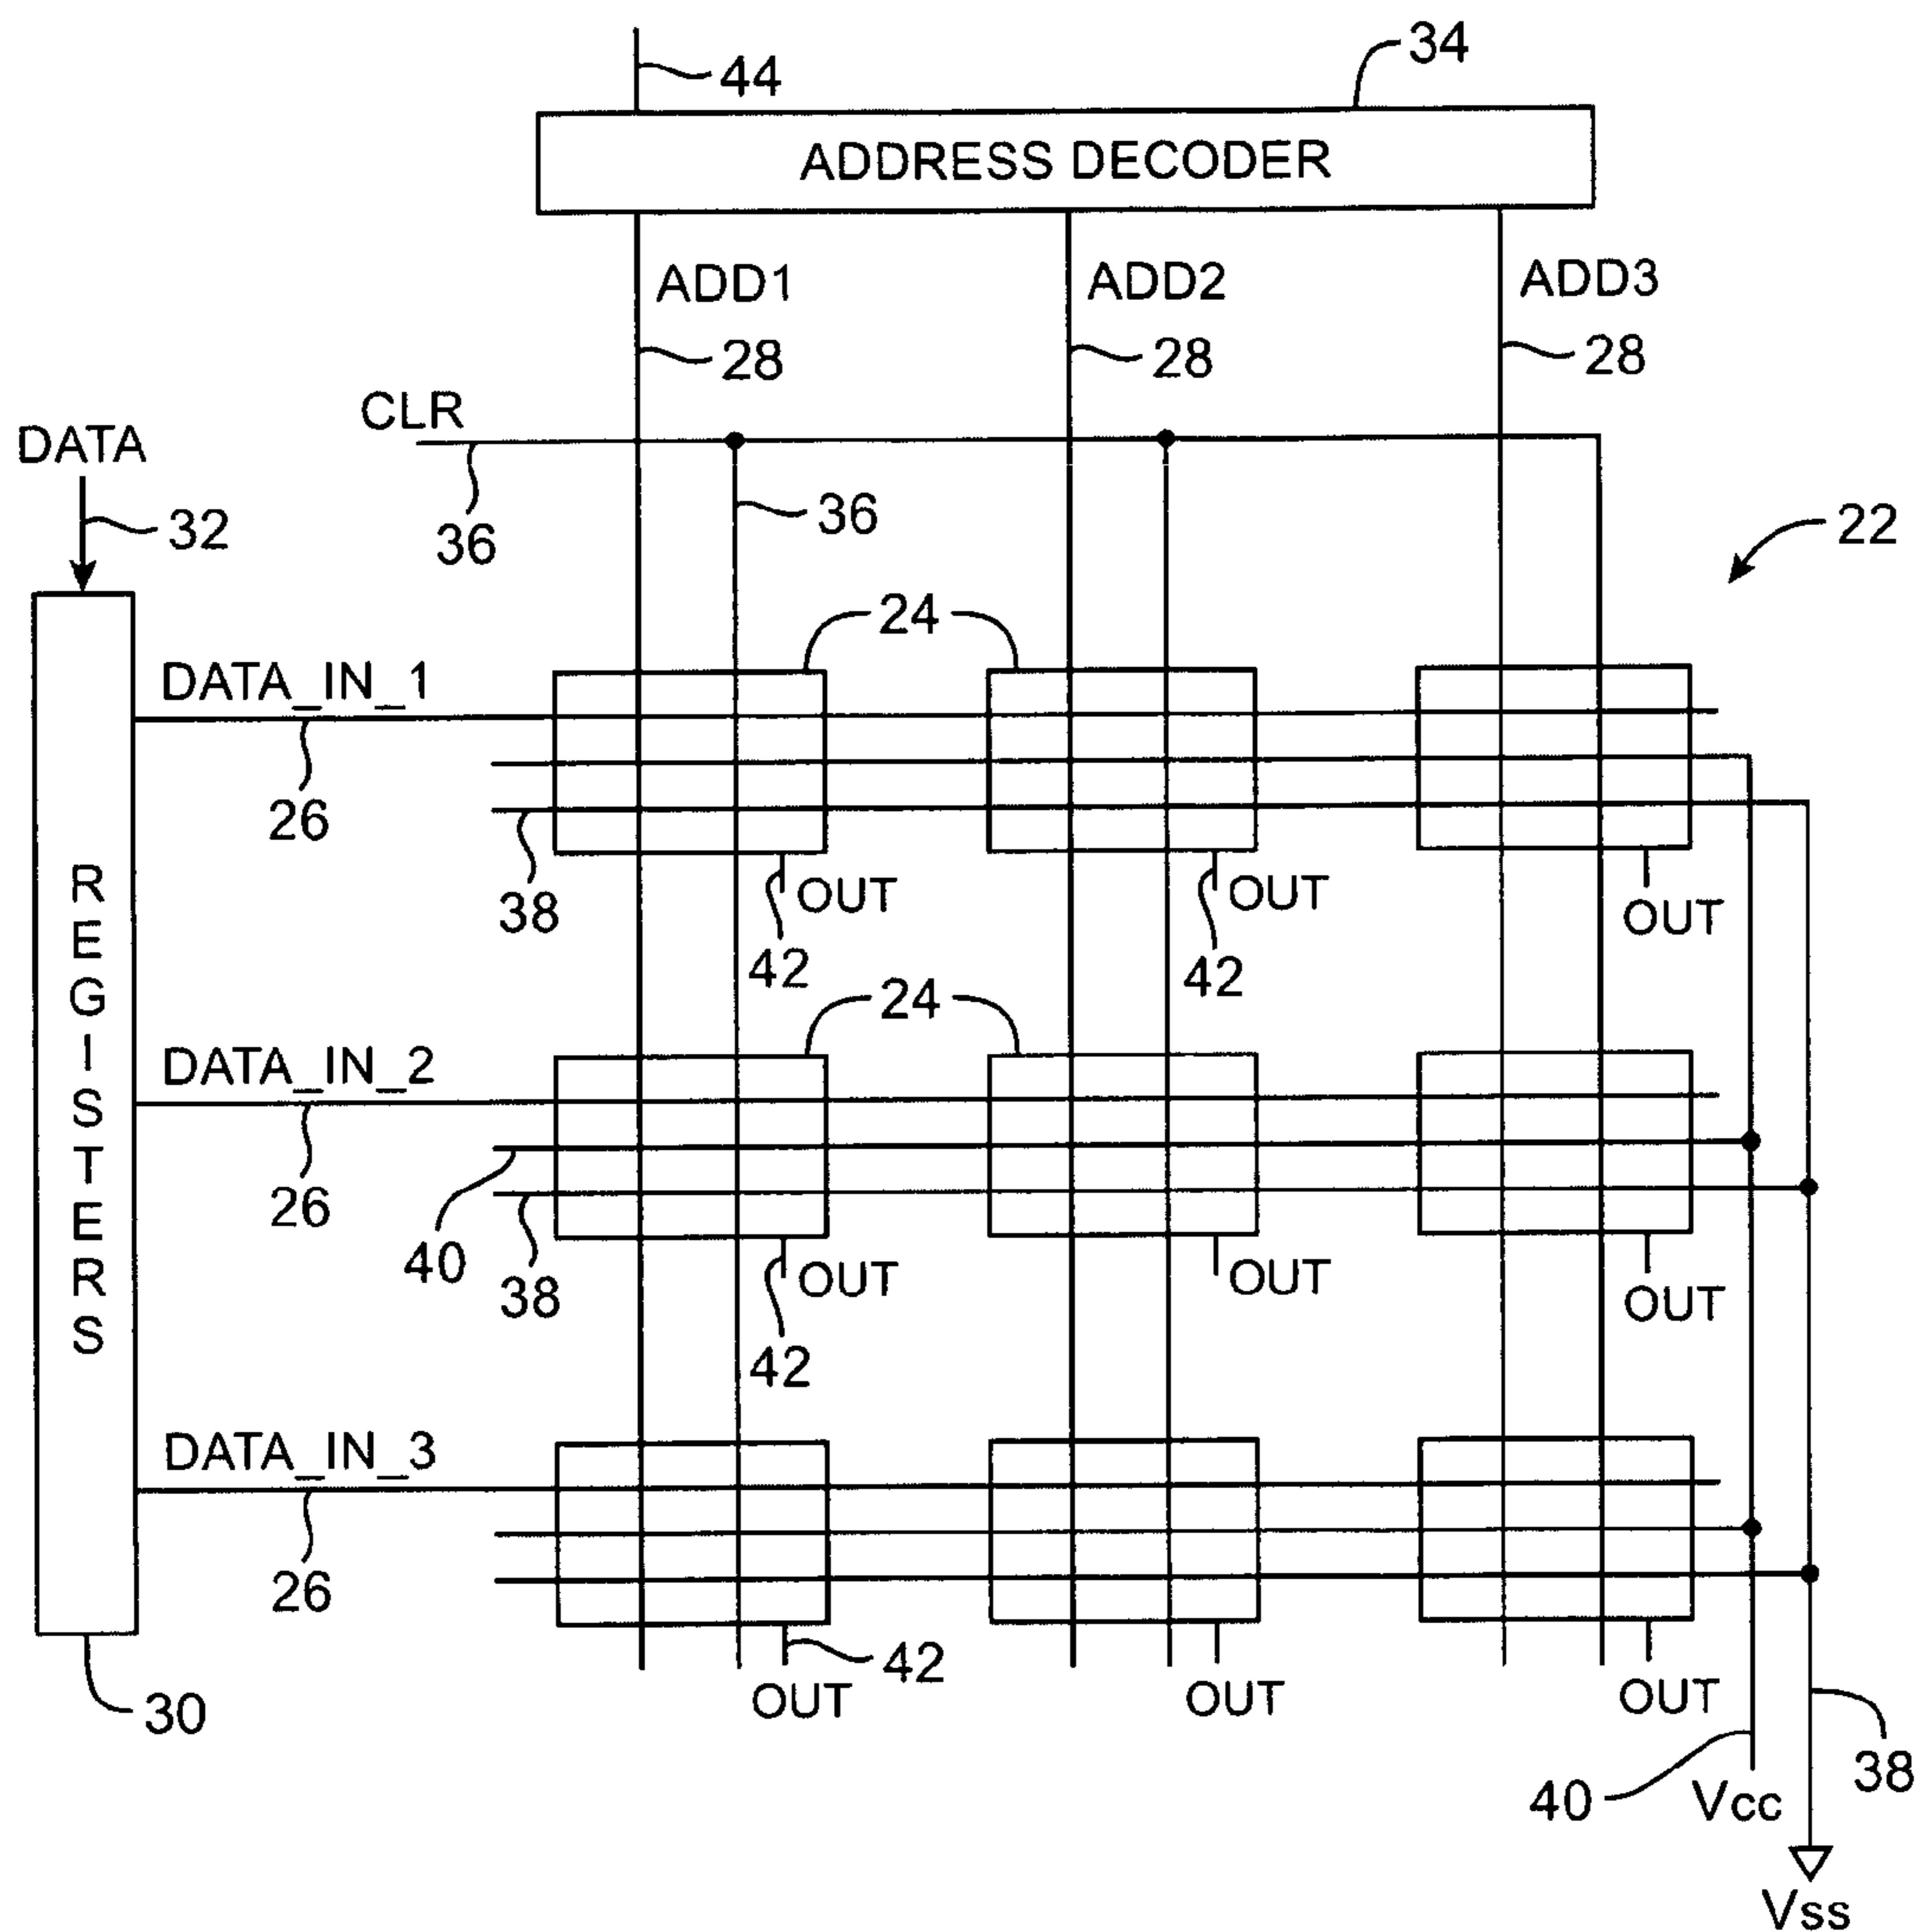 34
44
ADDRESS DECODER
ADD1
ADD2
ADD3
28
28
28
CLR
DATA
36
36
32
22
24
DATA_IN_1
26
38
OUT
OUT
OUT
42
42
REGISTERS
24
DATA_IN_2
26
40
38
OUT
OUT
OUT
42
DATA_IN_3
26
42
OUT
OUT
OUT
30
40
Vcc
38
Vss